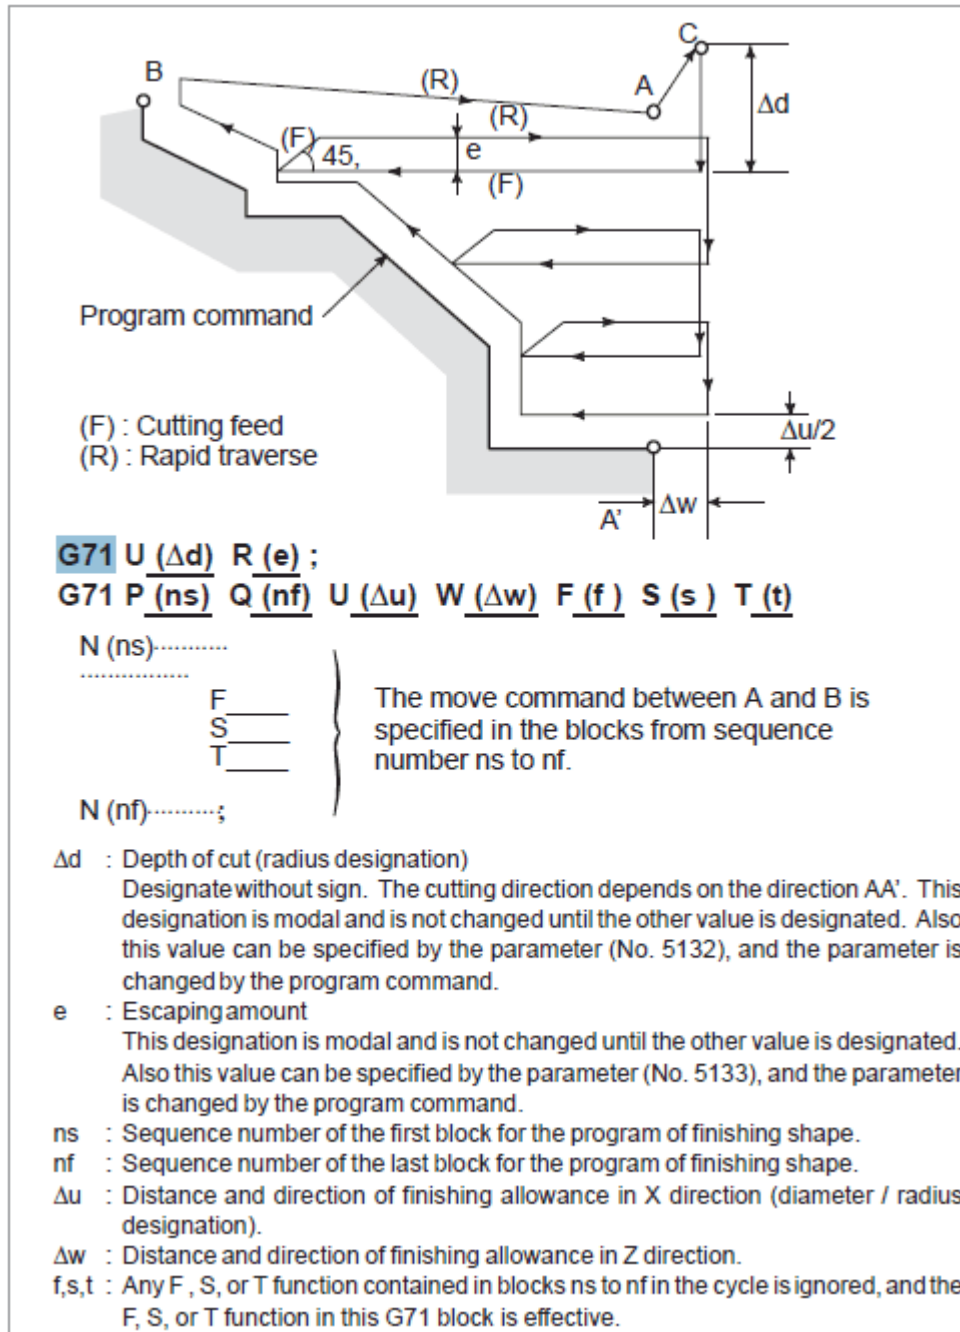 C
B
(R)
A
Δd
(R)
(F)
45,
e
(F)
Program command
(F) : Cutting feed
(R) : Rapid traverse
Δu/2
A’
Δw
G71 U (Δd) R (e) ;
G71 P (ns) Q (nf) U (Δu) W (Δw) F (f ) S (s ) T (t)
N (ns)...........
................
F____
S____
T____
The move command between A and B is
specified in the blocks from sequence
number ns to nf.
N (nf)..........;
Δd : Depth of cut (radius designation)
Designate without sign. The cutting direction depends on the direction AA’. This
designation is modal and is not changed until the other value is designated. Also
this value can be specified by the parameter (No. 5132), and the parameter is
changed by the program command.
e : Escaping amount
This designation is modal and is not changed until the other value is designated.
Also this value can be specified by the parameter (No. 5133), and the parameter
is changed by the program command.
ns : Sequence number of the first block for the program of finishing shape.
nf : Sequence number of the last block for the program of finishing shape.
Δu : Distance and direction of finishing allowance in X direction (diameter / radius
designation).
Δw : Distance and direction of finishing allowance in Z direction.
f,s,t : Any F , S, or T function contained in blocks ns to nf in the cycle is ignored, and the
F, S, or T function in this G71 block is effective.